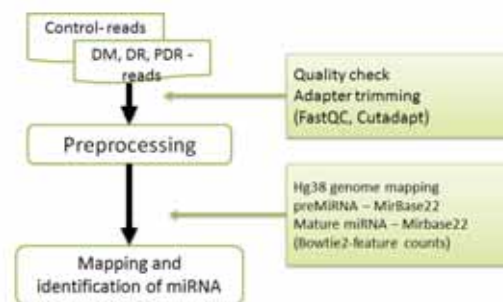 Control-reads
DM, DR, PDR -
reads
Quality check
Adapter trimming
(FastQC, Cutadapt)
Preprocessing
Hg38 genome mapping
preMiRNA – MirBase22
Mature miRNA – Mirbase22
(Bowtie2-feature counts)
Mapping and
identification of miRNA